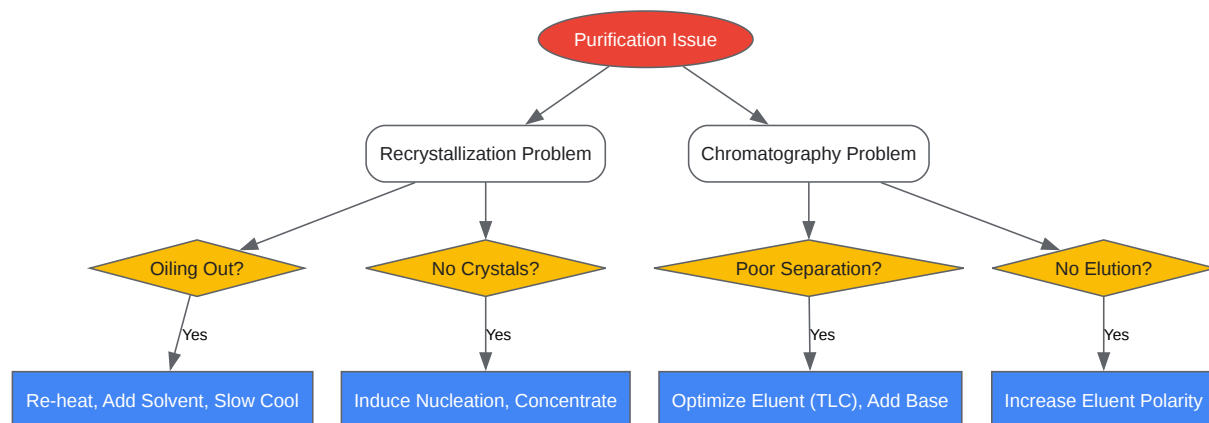 Purification Issue
Recrystallization Problem
Chromatography Problem
Oiling Out?
No Crystals?
Poor Separation?
No Elution?
Yes
Yes
Yes
Yes
Re-heat, Add Solvent, Slow Cool
Induce Nucleation, Concentrate
Optimize Eluent (TLC), Add Base
Increase Eluent Polarity